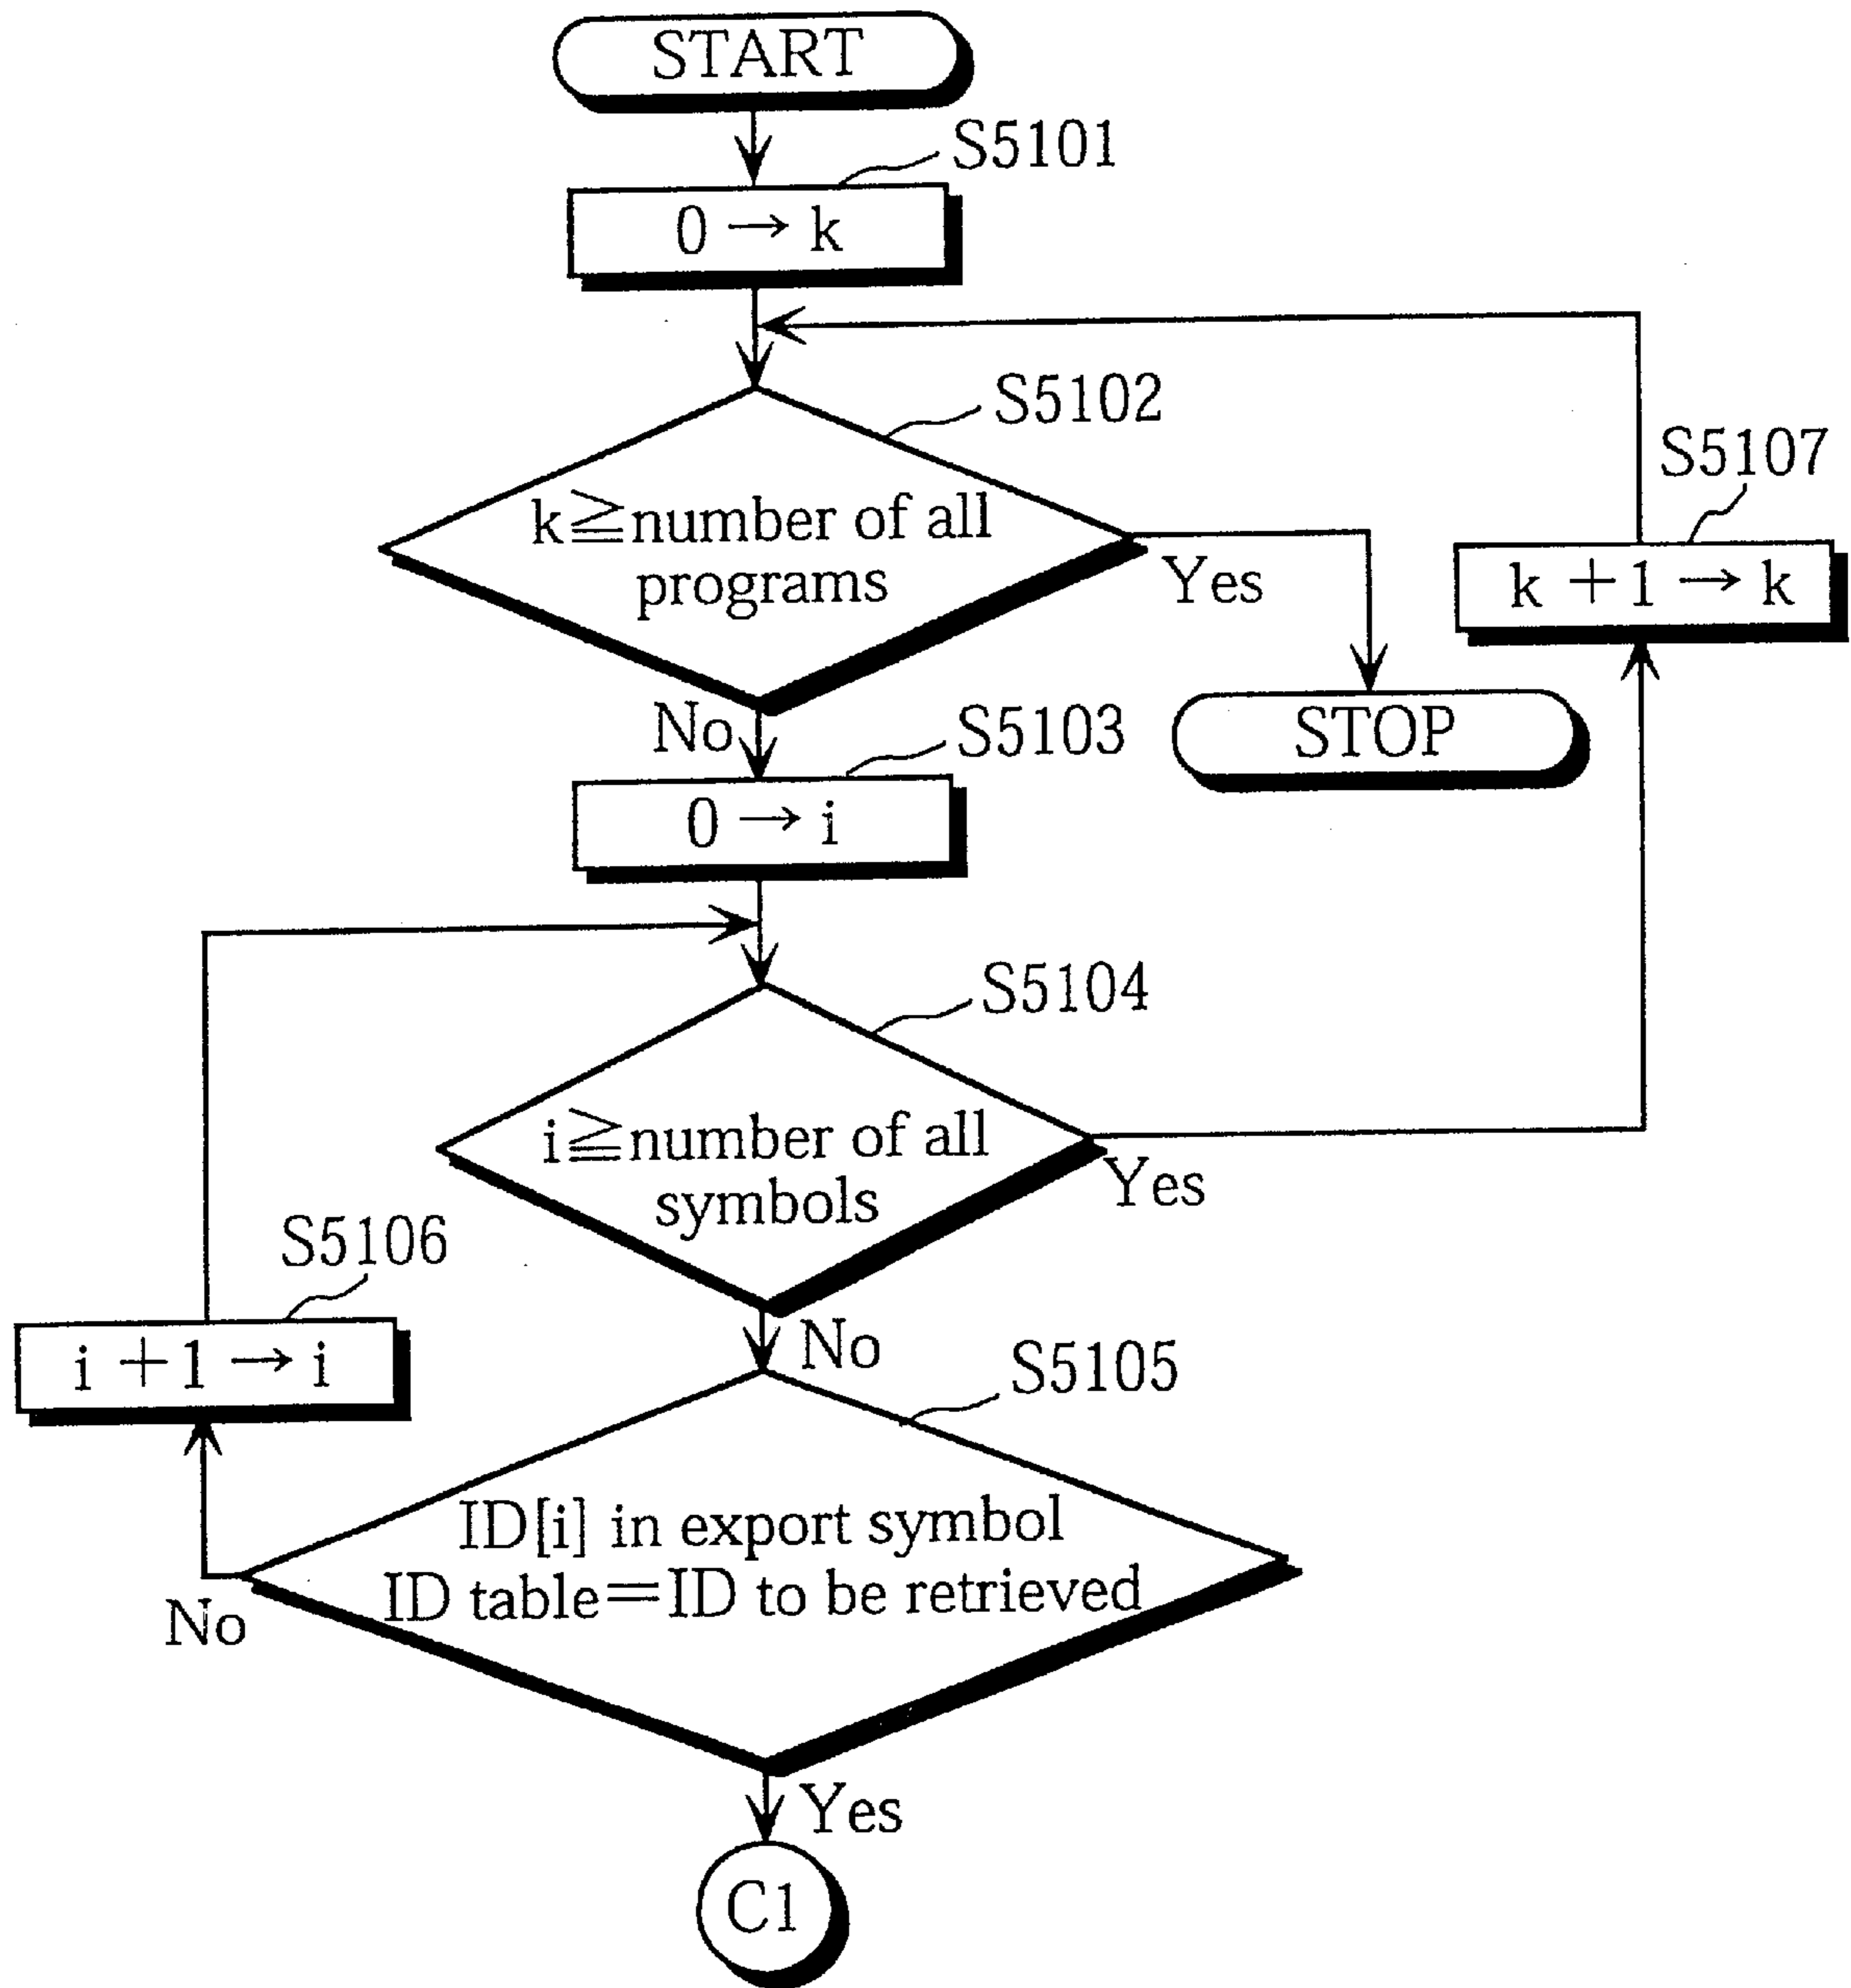 START
S5101
0 → k
S5102
k≧number of all
programs
Yes
S5107
k +1 → k
STOP
No
S5103
0 → i
S5104
i≧number of all
symbols
Yes
S5106
i +1 → i
No
S5105
ID[i] in export symbol
ID table=ID to be retrieved
No
Yes
C1